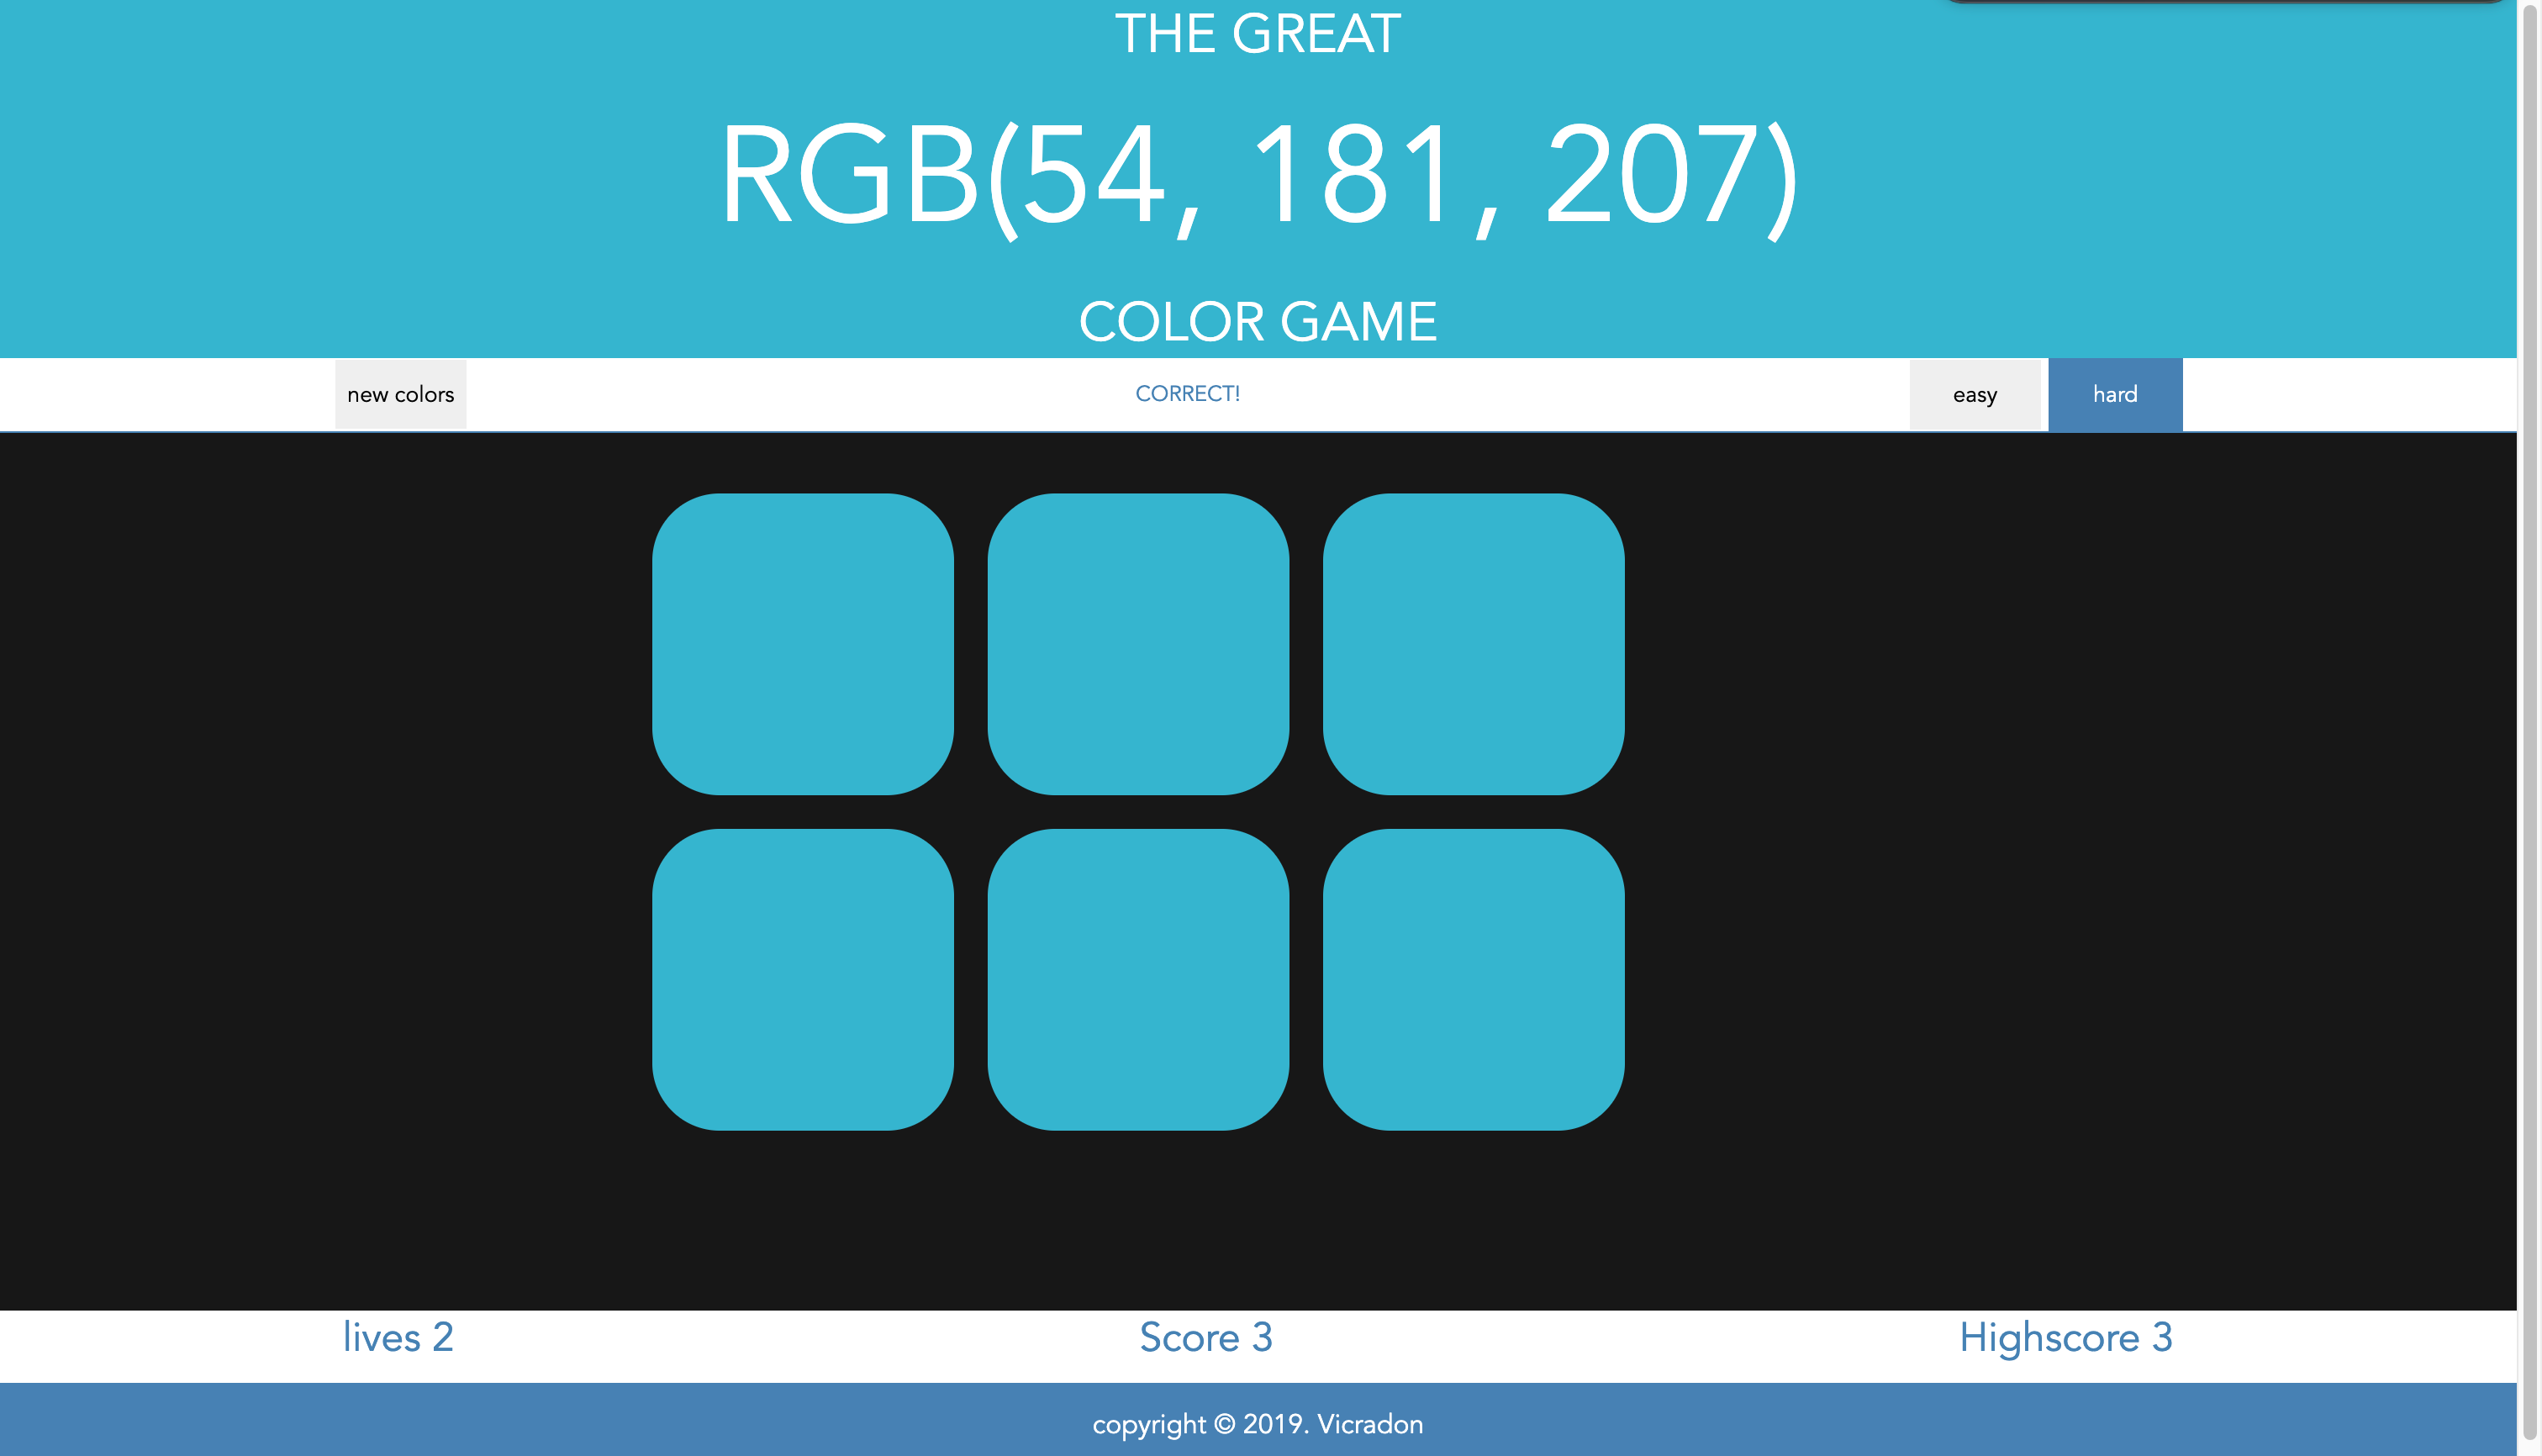 THE GREAT
RGB(54, 181, 207)
COLOR GAME
new colors CORRECT! easy hard
lives 2 Score 3 Highscore 3
copyright © 2019. Vicradon